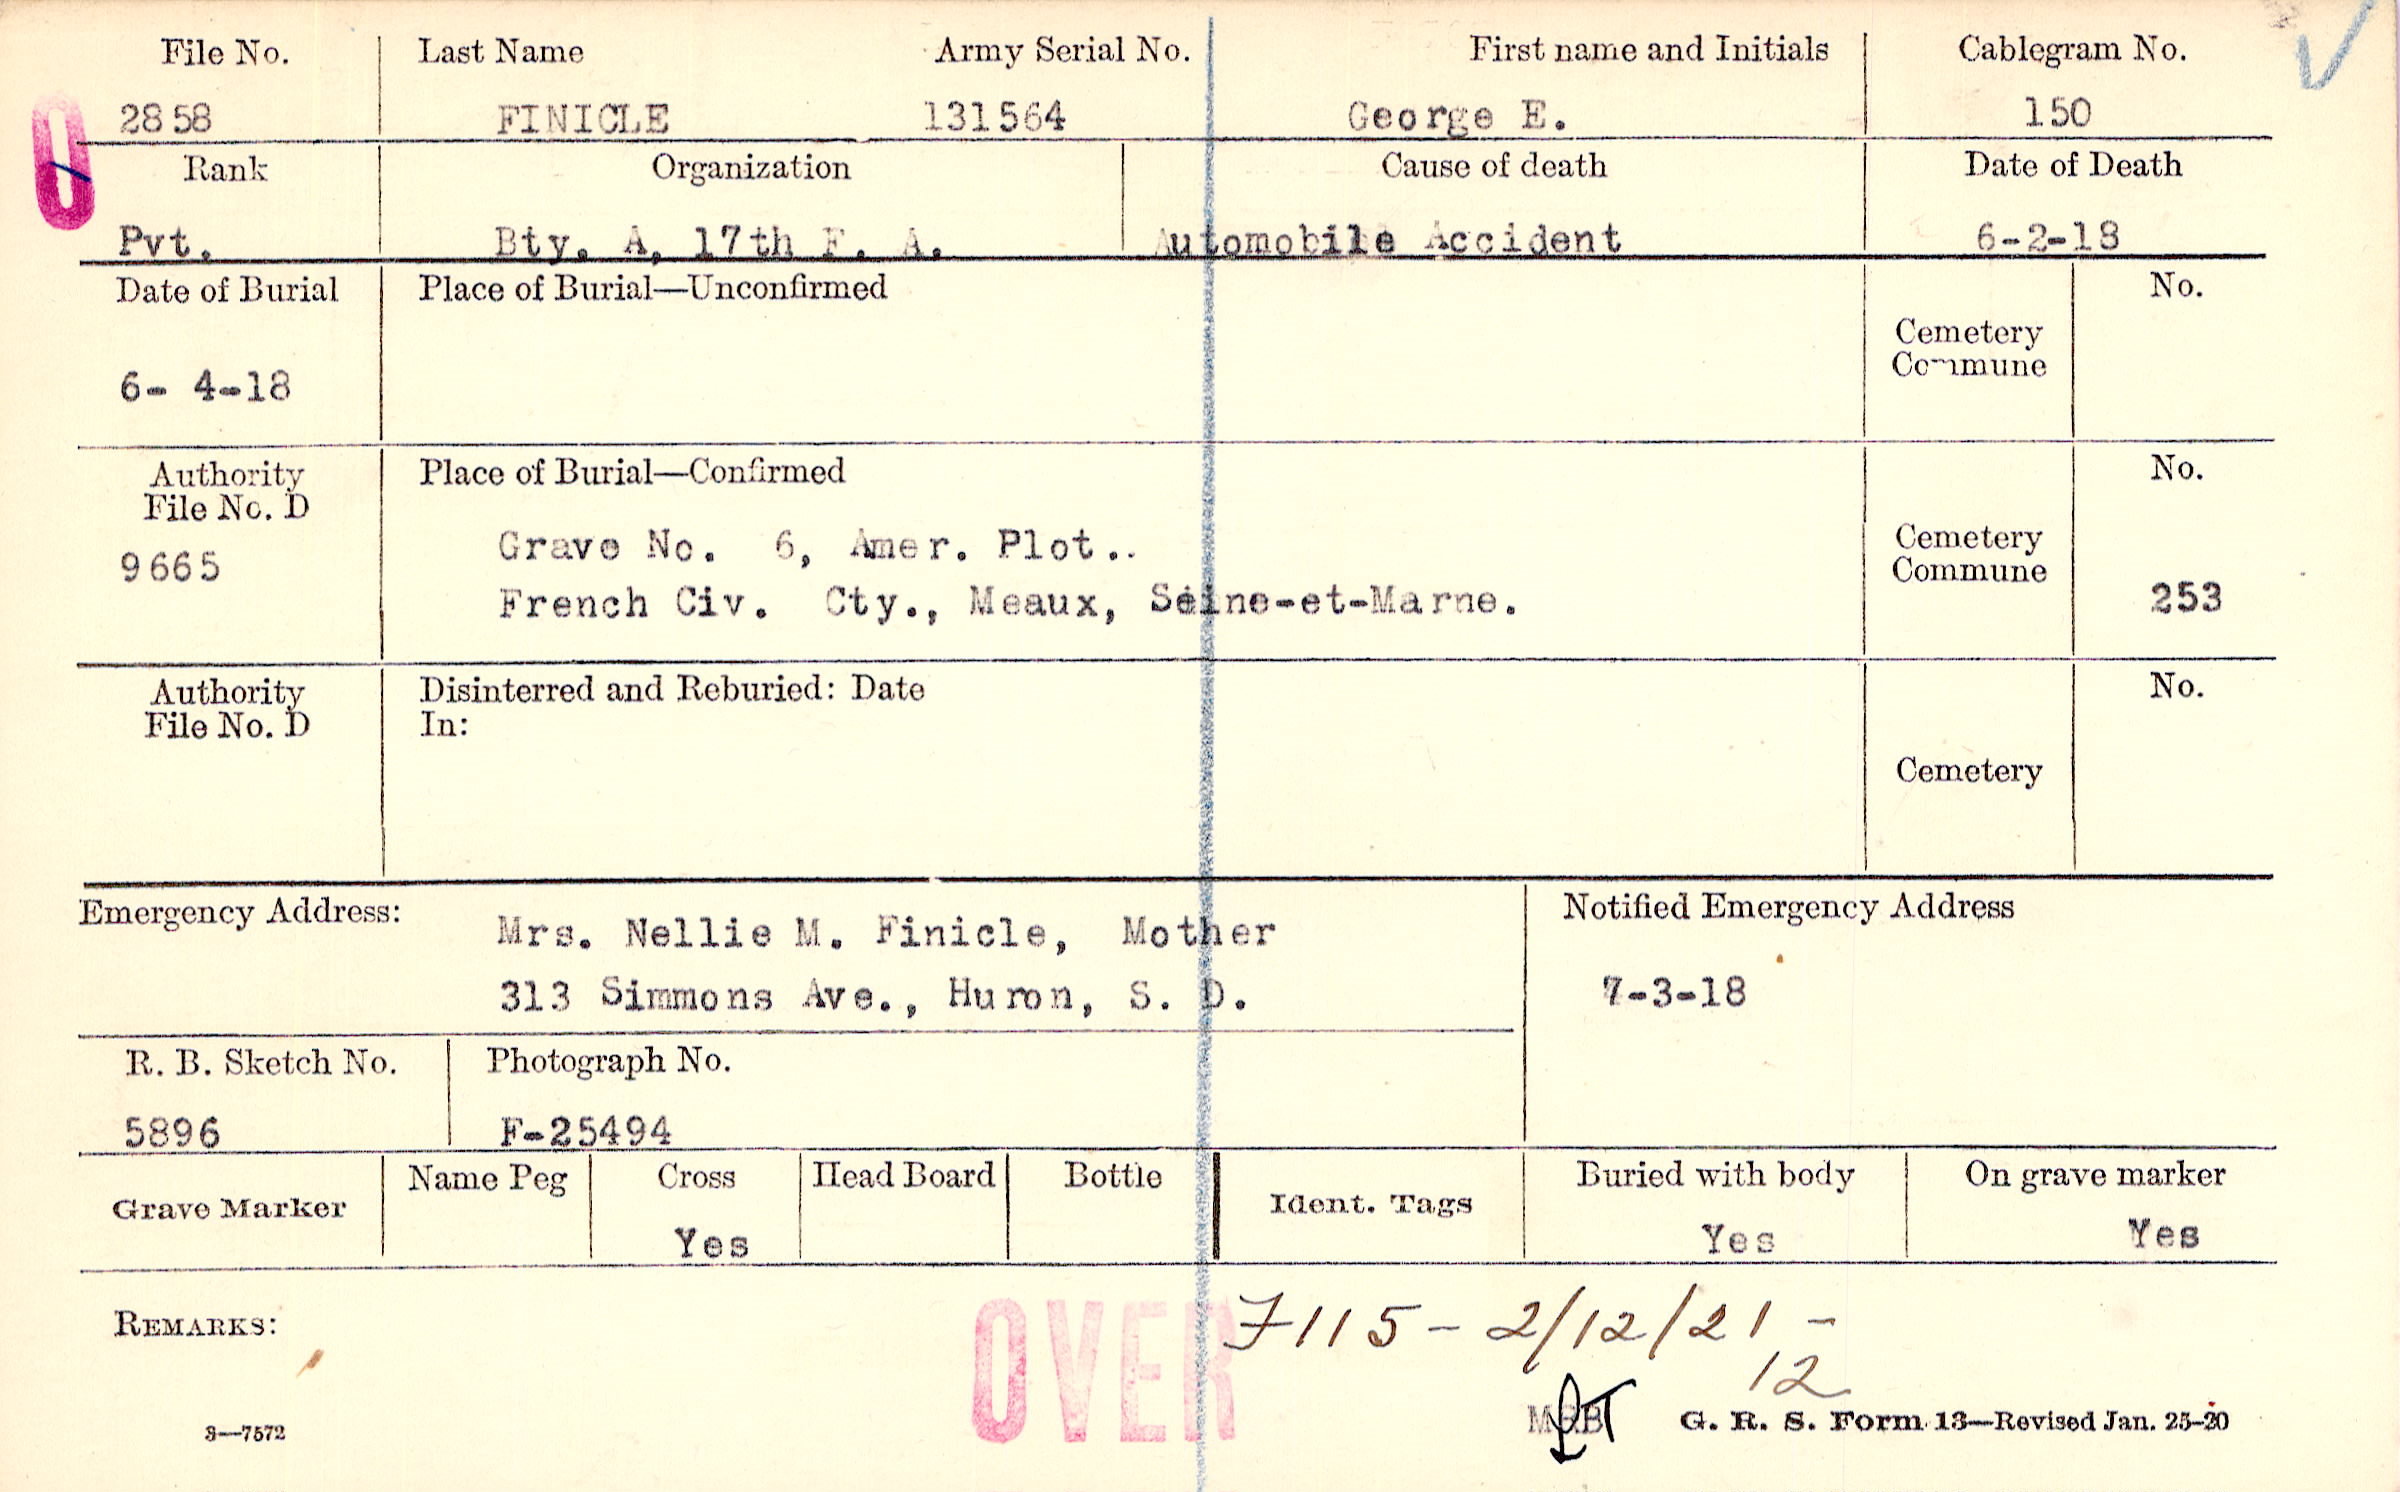 File No. Last Name Army Serial No. First name and Initials Cablegram No.
2858 FINICLE 131564 George E. 150
Rank Organization Cause of death Date of Death
Pvt. Bty. A, 17th F. A. Automobile Accident 6-2-18
Date of Burial Place of Burial—Unconfirmed No.
Cemetery
Commune
6- 4-18
Authority Place of Burial—Confirmed No.
File No. D
Grave No. 6, Amer. Plot.. Cemetery
9665 Commune
French Civ. Cty., Meaux, Seine-et-Marne. 253
Authority Disinterred and Reburied: Date No.
File No. D In:
Cemetery
Emergency Address: Mrs. Nellie M. Finicle, Mother Notified Emergency Address
313 Simmons Ave., Huron, S. D. 7-3-18
R. B. Sketch No. Photograph No.
5896 F-25494
Name Peg Cross Head Board Bottle Buried with body On grave marker
Grave Marker Ident. Tags
Yes Yes Yes
REMARKS: OVER 7115 - 2/12/21 -
12
3—7572 G. R. S. Form 13—Revised Jan. 25-20